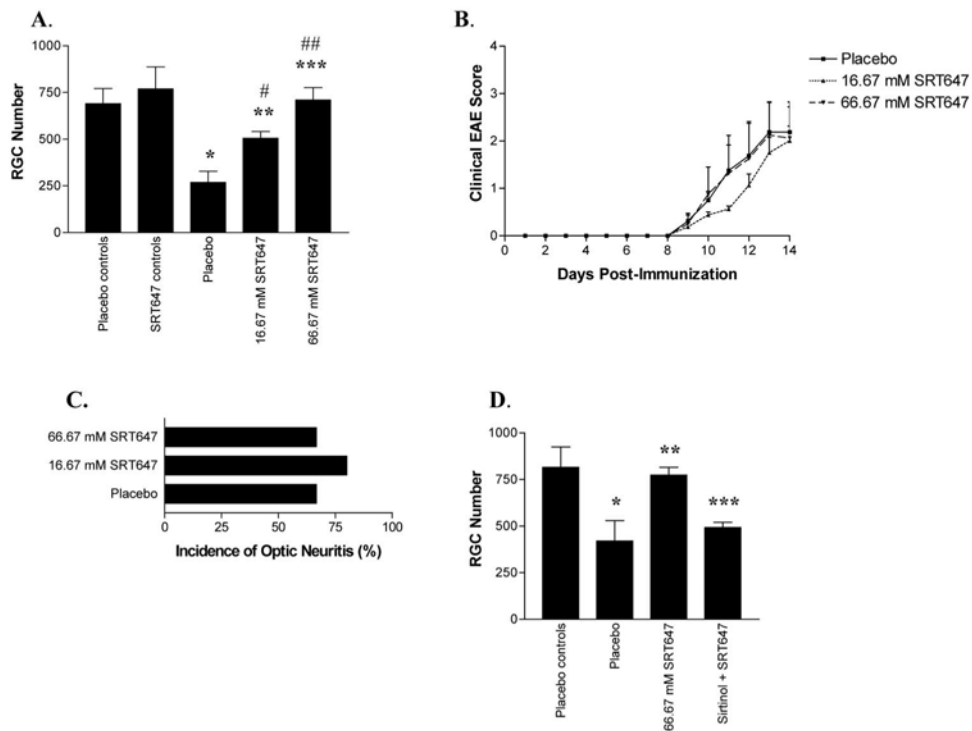 A.
1000
750
500
250
0
RGC Number
*
#
**
##
***
Placebo controls
SRT647 controls
Placebo
16.67 mM SRT647
66.67 mM SRT647
B.
4
3
2
1
0
Clinical EAE Score
0 2 4 6 8 10 12 14
Days Post-Immunization
Placebo
16.67 mM SRT647
66.67 mM SRT647
C.
66.67 mM SRT647
16.67 mM SRT647
Placebo
0 25 50 75 100
Incidence of Optic Neuritis (%)
D.
1000
750
500
250
0
RGC Number
*
**
***
Placebo controls
Placebo
66.67 mM SRT647
Sirtinol + SRT647